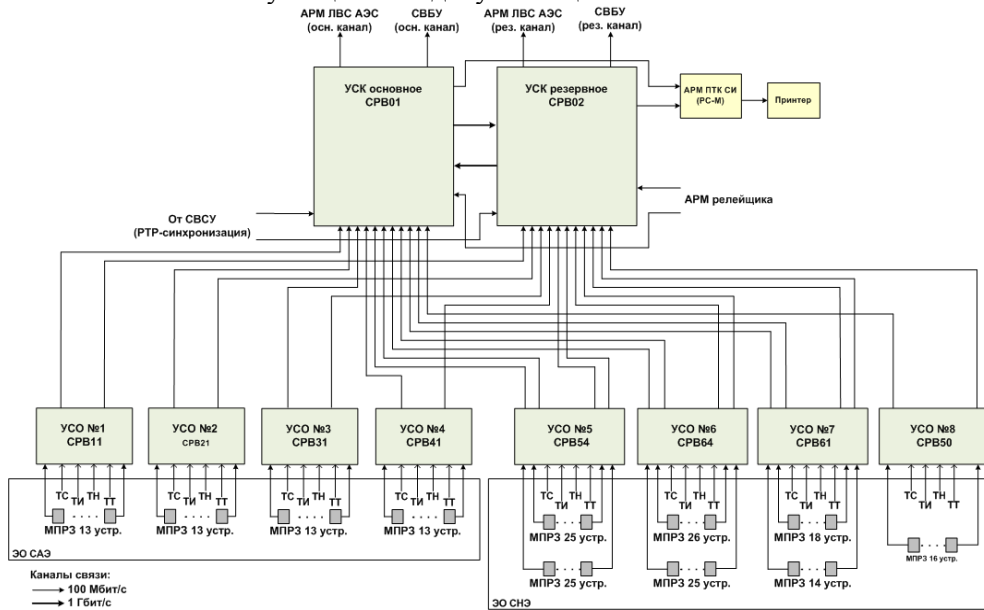 АРМ ЛВС АЭС
(осн. канал)
СВБУ
(осн. канал)
АРМ ЛВС АЭС
(рез. канал)
СВБУ
(рез. канал)
УСК основное
СРВ01
УСК резервное
СРВ02
АРМ ПТК СИ
(РС-М)
Принтер
От СВСУ
(РТР-синхронизация)
АРМ релейщика
УСО №1
СРВ11
УСО №2
СРВ21
УСО №3
СРВ31
УСО №4
СРВ41
УСО №5
СРВ54
УСО №6
СРВ64
УСО №7
СРВ61
УСО №8
СРВ50
ТС ТИ ТН ТТ
ТС ТИ ТН ТТ
ТС ТИ ТН ТТ
ТС ТИ ТН ТТ
ТС ТИ ТН ТТ
ТС ТИ ТН ТТ
ТС ТИ ТН ТТ
ТС ТИ ТН ТТ
МПРЗ 13 устр.
МПРЗ 13 устр.
МПРЗ 13 устр.
МПРЗ 13 устр.
МПРЗ 25 устр.
МПРЗ 26 устр.
МПРЗ 18 устр.
МПРЗ 16 устр.
МПРЗ 25 устр.
МПРЗ 25 устр.
МПРЗ 14 устр.
ЭО САЭ
ЭО СНЭ
Каналы связи:
100 Мбит/с
1 Гбит/с